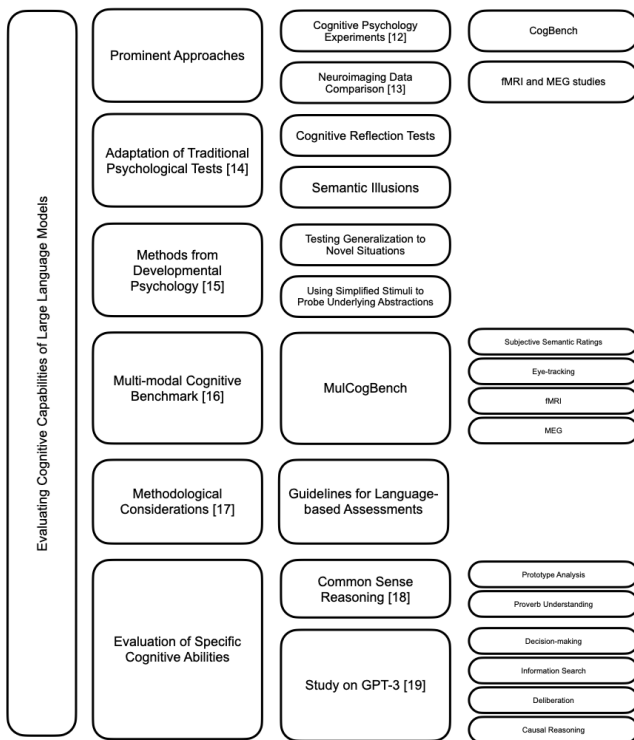 Evaluating Cognitive Capabilities of Large Language Models
Prominent Approaches
Cognitive Psychology
Experiments [12]
CogBench
Neuroimaging Data
Comparison [13]
fMRI and MEG studies
Adaptation of Traditional
Psychological Tests [14]
Cognitive Reflection Tests
Semantic Illusions
Methods from
Developmental
Psychology [15]
Testing Generalization to
Novel Situations
Using Simplified Stimuli to
Probe Underlying Abstractions
Multi-modal Cognitive
Benchmark [16]
MulCogBench
Subjective Semantic Ratings
Eye-tracking
fMRI
MEG
Methodological
Considerations [17]
Guidelines for Language-
based Assessments
Evaluation of Specific
Cognitive Abilities
Common Sense
Reasoning [18]
Prototype Analysis
Proverb Understanding
Study on GPT-3 [19]
Decision-making
Information Search
Deliberation
Causal Reasoning